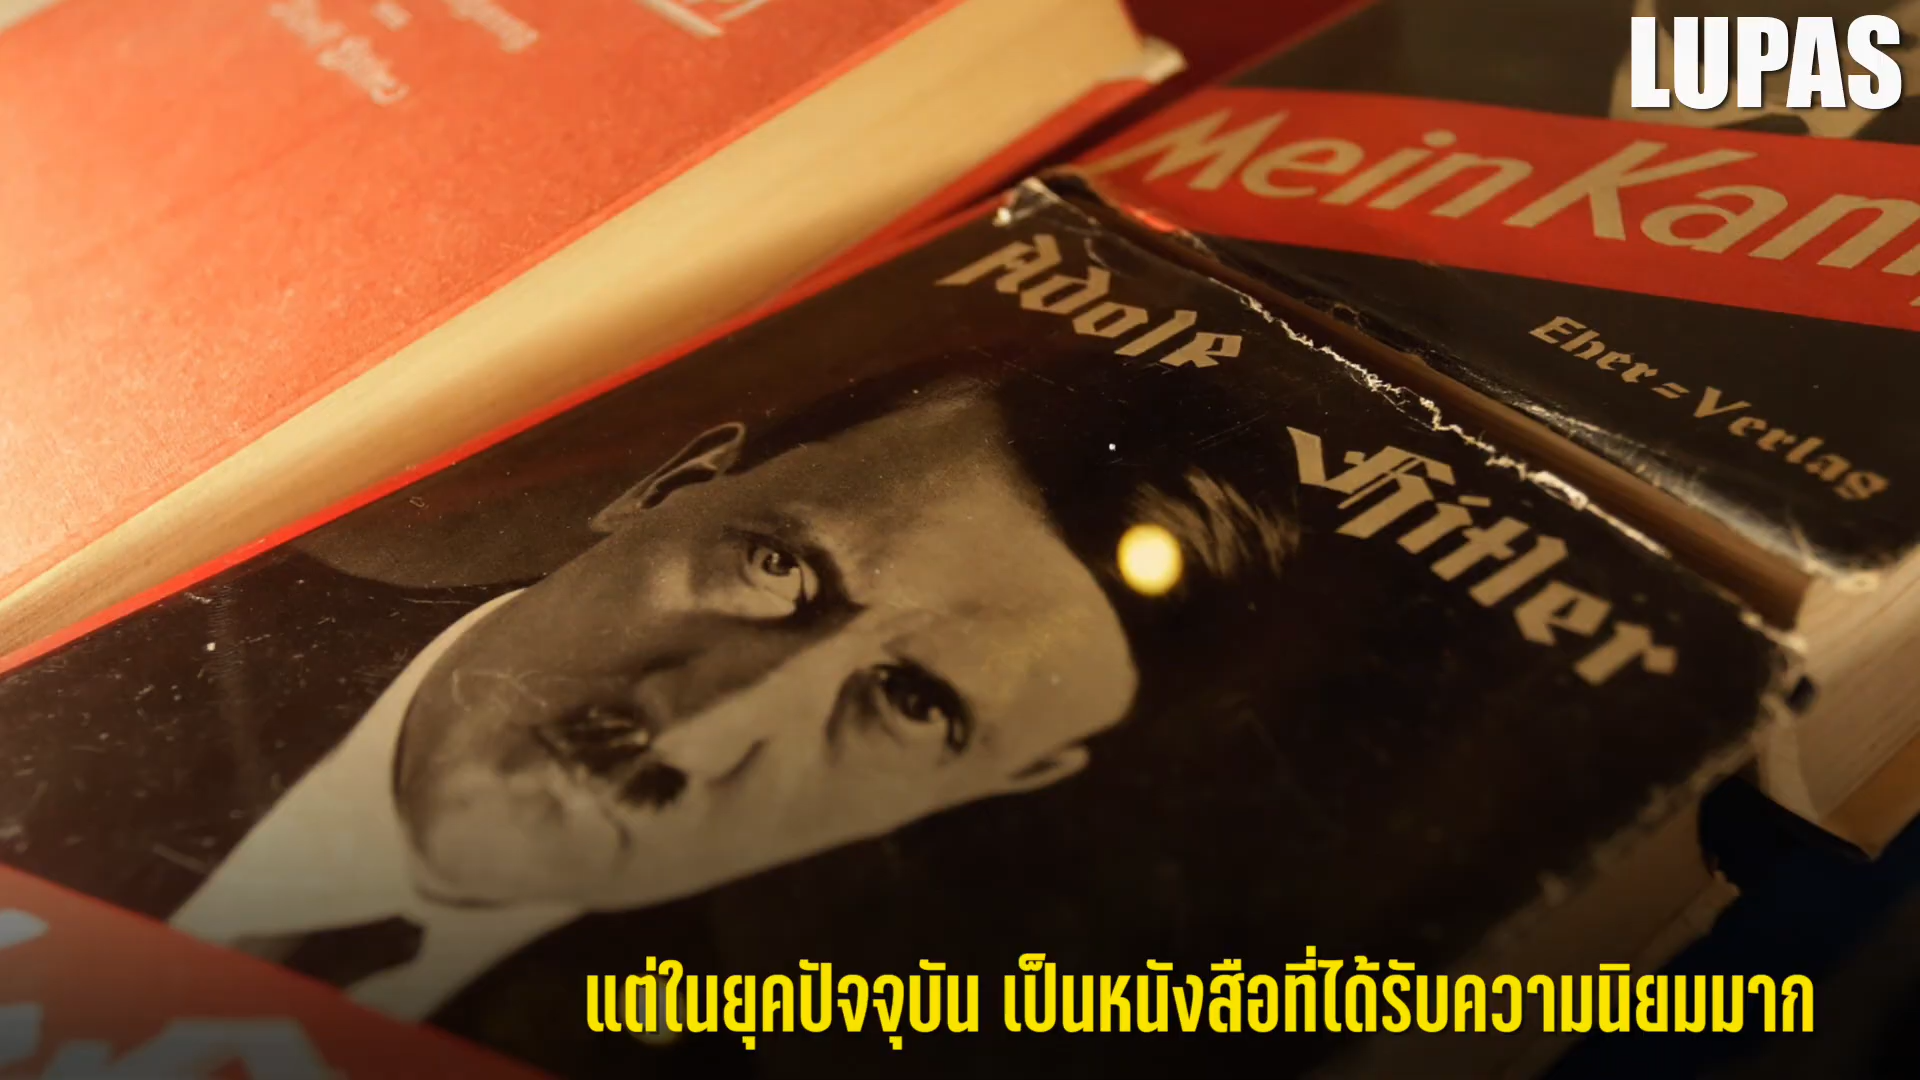 LUPAS
Mein Kam
Adolf
Hitler
Eher=Verlag
แต่ในยุคปัจจุบัน เป็นหนังสือที่ได้รับความนิยมมาก